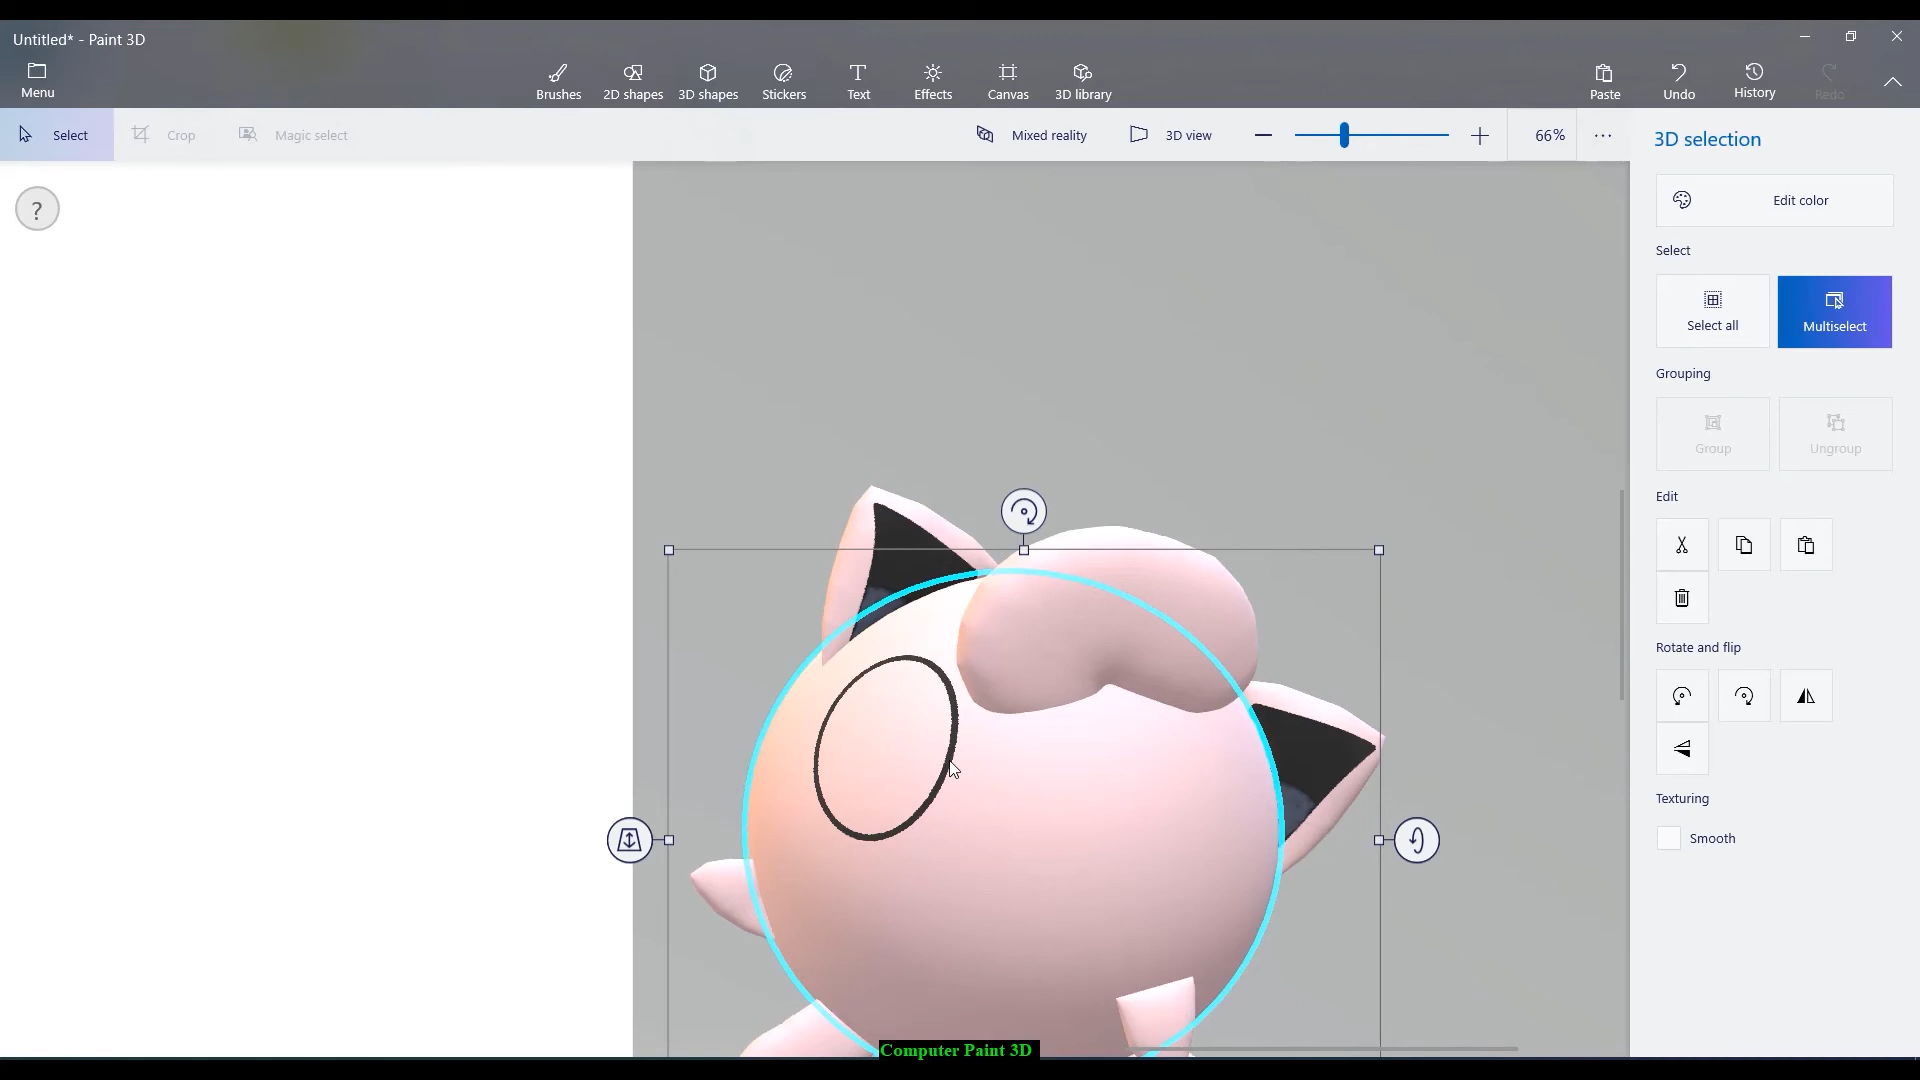 Untitled* - Paint 3D
Menu
Brushes 2D shapes 3D shapes Stickers Text Effects Canvas 3D library Paste Undo History Redo
Select Crop Magic select Mixed reality 3D view 66% ...
?
3D selection
Edit color
Select
Select all Multiselect
Grouping
Group Ungroup
Edit
Rotate and flip
Texturing
Smooth
Computer Paint 3D